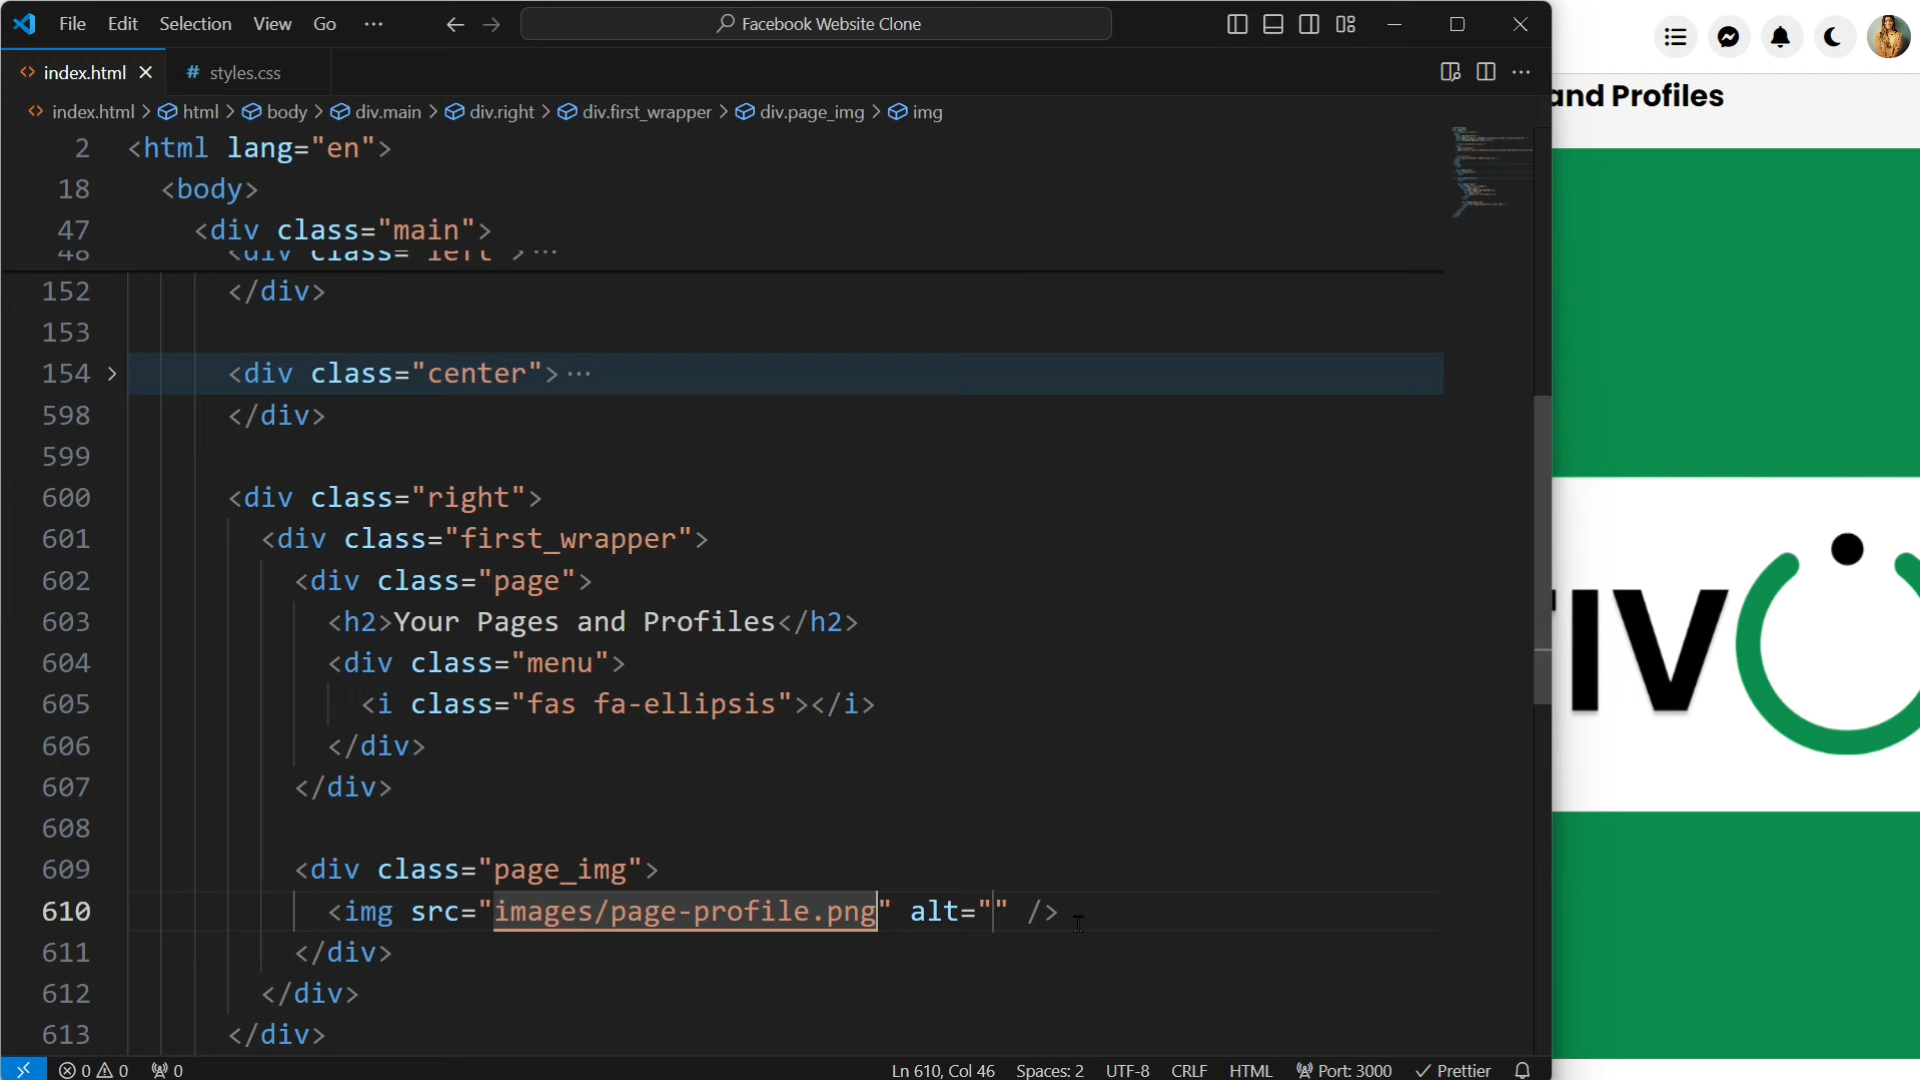 File Edit Selection View Go ··· Facebook Website Clone
index.html # styles.css
index.html > html > body > div.main > div.right > div.first_wrapper > div.page_img > img
2 <html lang="en">
18 <body>
47 <div class="main">
48 <div class="left">···
152 </div>
153
154 <div class="center">···
598 </div>
599
600 <div class="right">
601 <div class="first_wrapper">
602 <div class="page">
603 <h2>Your Pages and Profiles</h2>
604 <div class="menu">
605 <i class="fas fa-ellipsis"></i>
606 </div>
607 </div>
608
609 <div class="page_img">
610 <img src="images/page-profile.png" alt="" />
611 </div>
612 </div>
613 </div>
0 0 0 Ln 610, Col 46 Spaces: 2 UTF-8 CRLF HTML Port: 3000 Prettier
and Profiles
IV